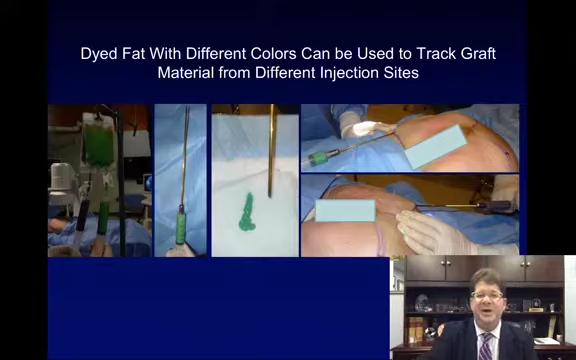 Dyed Fat With Different Colors Can be Used to Track Graft
Material from Different Injection Sites